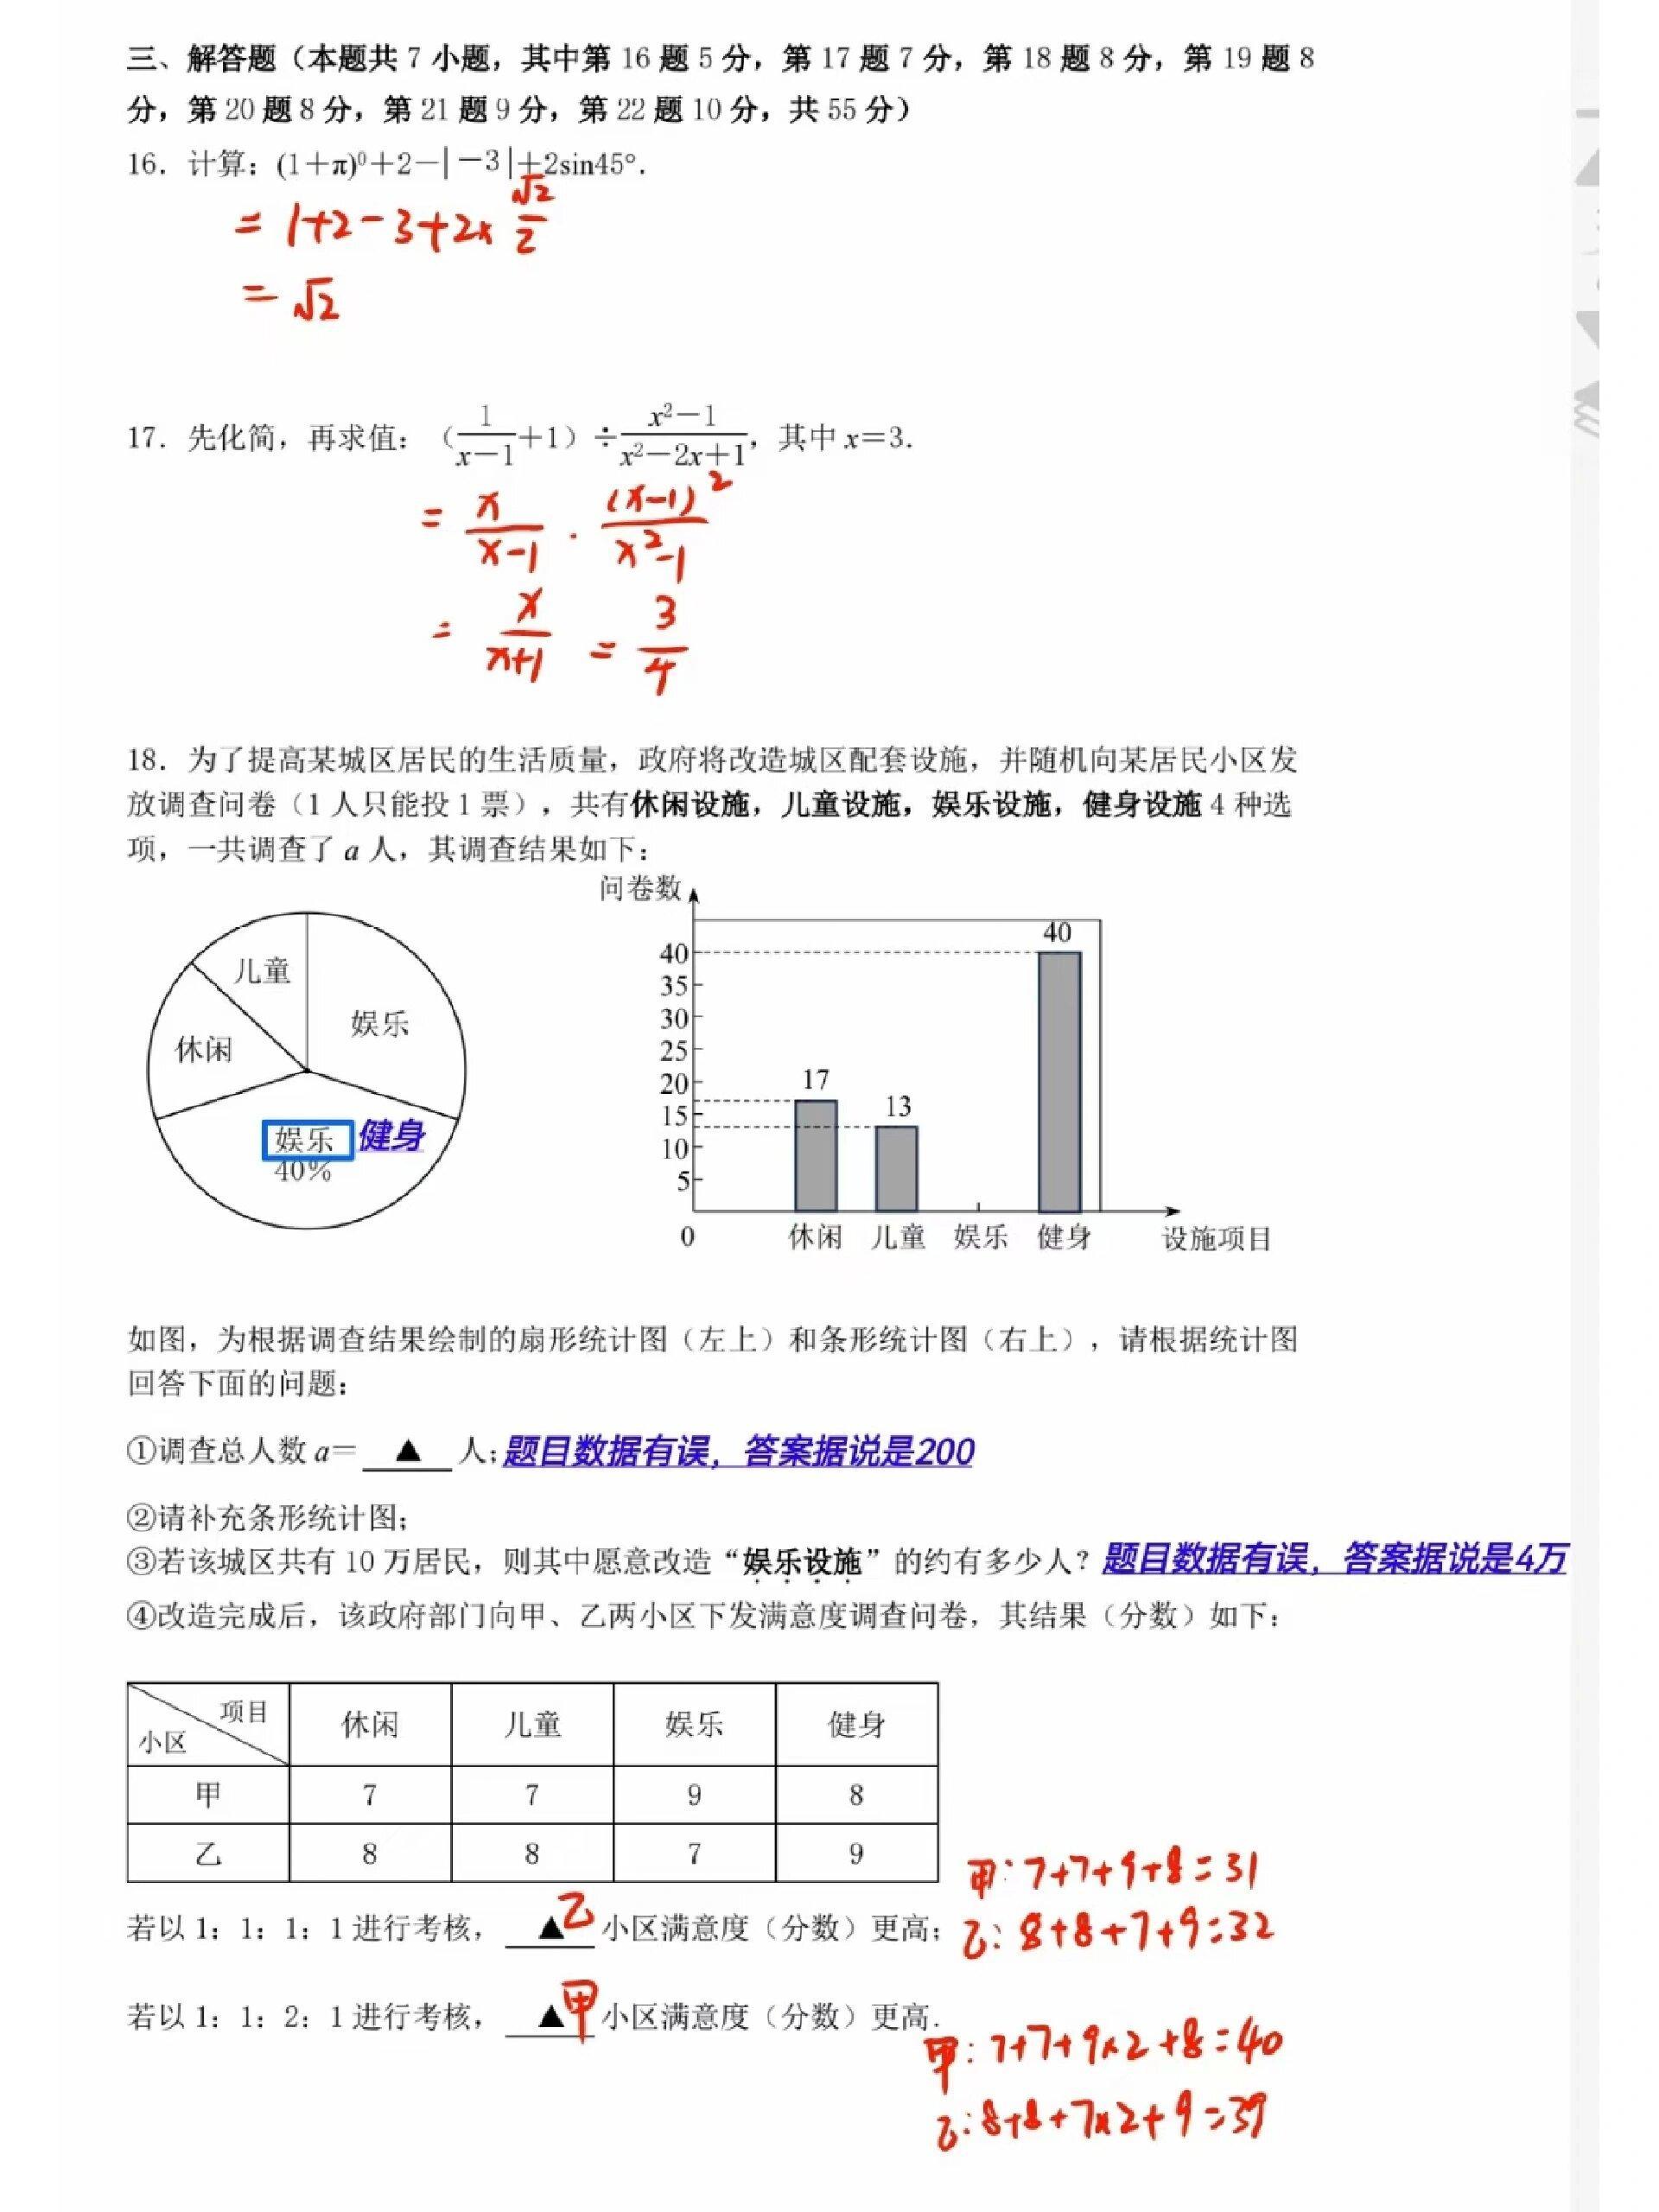 三、解答题（本题共 7 小题，其中第 16 题 5 分，第 17 题 7 分，第 18 题 8 分，第 19 题 8
分，第 20 题 8 分，第 21 题 9 分，第 22 题 10 分，共 55 分）
16．计算：(1＋π)⁰＋2－|－3|＋2sin45°．
= 1+2-3+2×√2/2
= √2
17．先化简，再求值：（1/(x－1)＋1）÷(x²－1)/(x²－2x＋1)，其中 x＝3．
= x/(x-1) · (x-1)²/(x²-1)
= x/(x+1) = 3/4
18．为了提高某城区居民的生活质量，政府将改造城区配套设施，并随机向某居民小区发
放调查问卷（1 人只能投 1 票），共有休闲设施，儿童设施，娱乐设施，健身设施 4 种选
项，一共调查了 a 人，其调查结果如下：
儿童
娱乐
休闲
娱乐 健身
40%
问卷数
40
40
35
30
25
20
15
10
5
0
17
13
休闲 儿童 娱乐 健身 设施项目
如图，为根据调查结果绘制的扇形统计图（左上）和条形统计图（右上），请根据统计图
回答下面的问题：
①调查总人数 a＝ ▲ 人；题目数据有误，答案据说是200
②请补充条形统计图；
③若该城区共有 10 万居民，则其中愿意改造“娱乐设施”的约有多少人？题目数据有误，答案据说是4万
④改造完成后，该政府部门向甲、乙两小区下发满意度调查问卷，其结果（分数）如下：
项目 小区 休闲 儿童 娱乐 健身
甲 7 7 9 8
乙 8 8 7 9
甲：7+7+9+8=31
若以 1：1：1：1 进行考核， ▲乙 小区满意度（分数）更高；
乙：8+8+7+9=32
若以 1：1：2：1 进行考核， ▲甲 小区满意度（分数）更高．
甲：7+7+9×2+8=40
乙：8+8+7×2+9=39